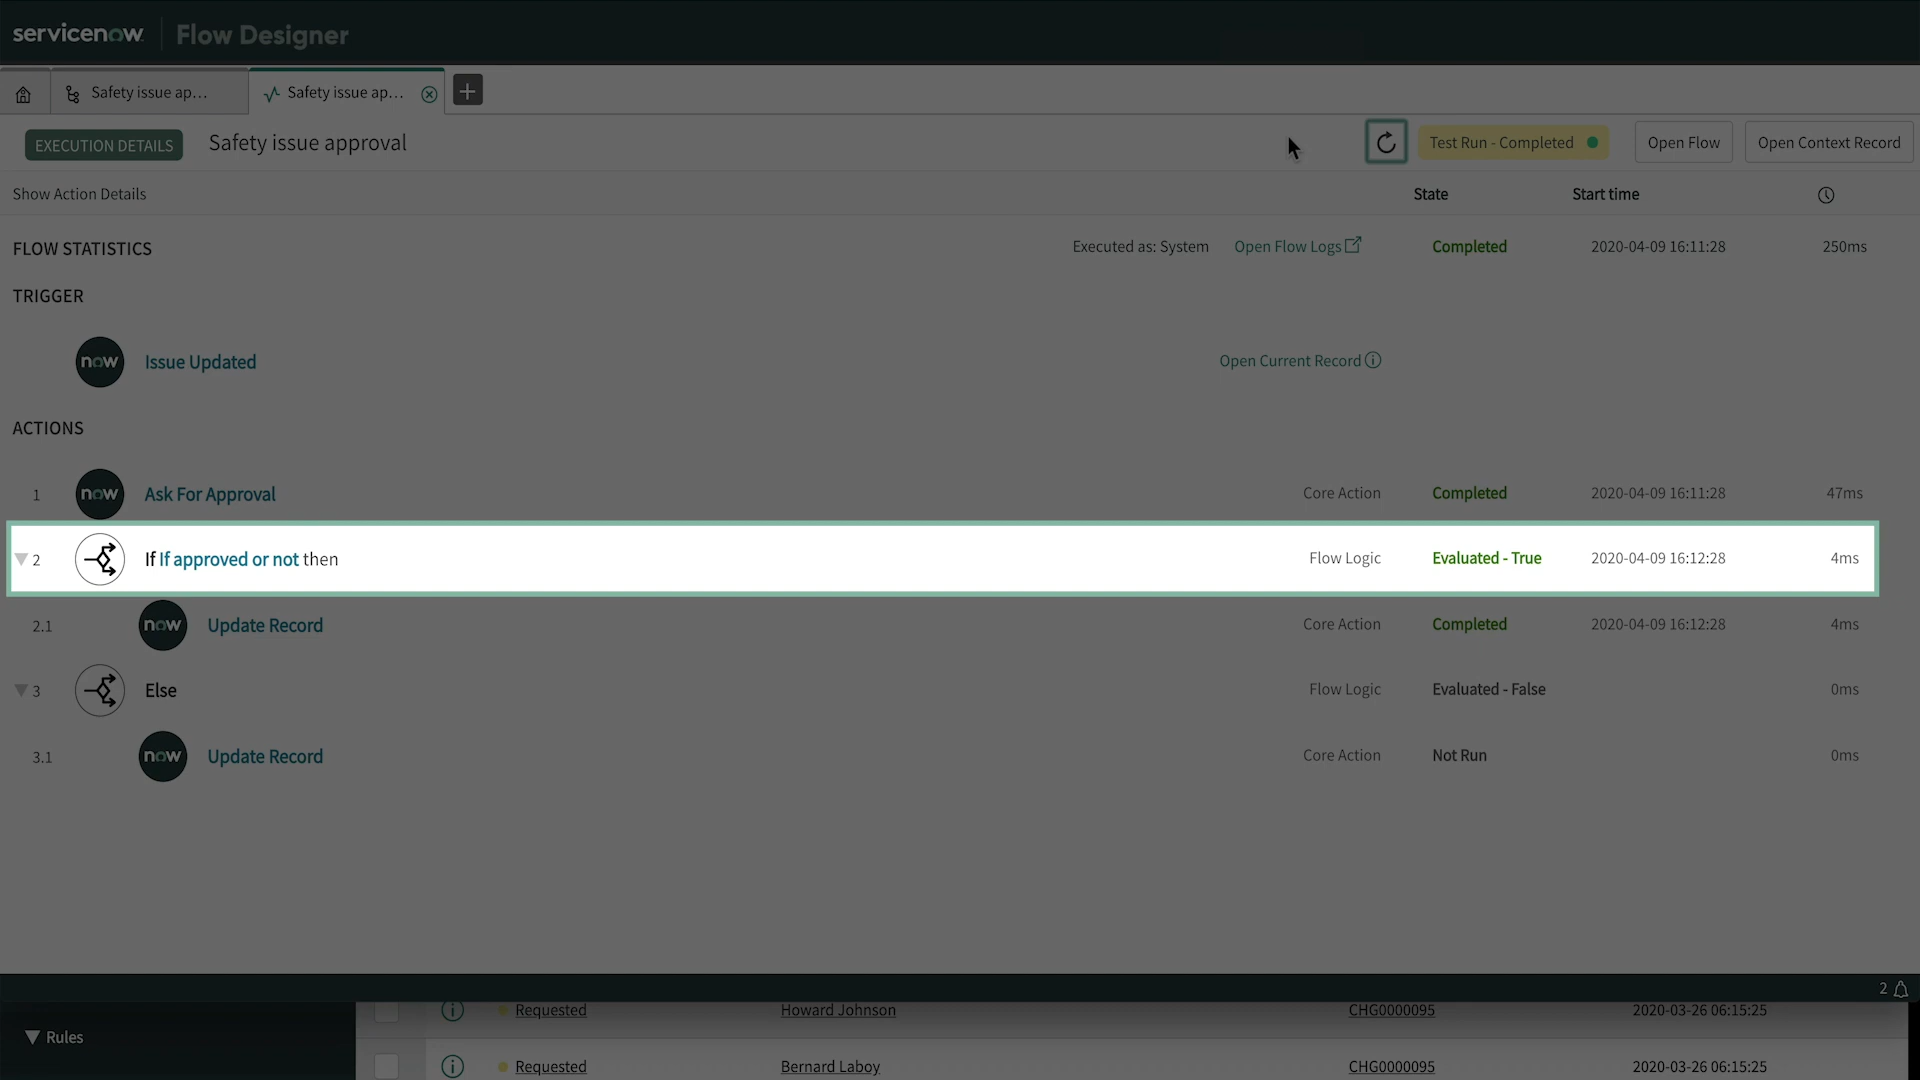 servicenow Flow Designer
Safety issue ap... Safety issue ap...
EXECUTION DETAILS Safety issue approval Test Run - Completed Open Flow Open Context Record
Show Action Details State Start time
FLOW STATISTICS Executed as: System Open Flow Logs Completed 2020-04-09 16:11:28 250ms
TRIGGER
now Issue Updated Open Current Record
ACTIONS
1 now Ask For Approval Core Action Completed 2020-04-09 16:11:28 47ms
2 If If approved or not then Flow Logic Evaluated - True 2020-04-09 16:12:28 4ms
2.1 now Update Record Core Action Completed 2020-04-09 16:12:28 4ms
3 Else Flow Logic Evaluated - False 0ms
3.1 now Update Record Core Action Not Run 0ms
2
Requested Howard Johnson CHG0000095 2020-03-26 06:15:25
Rules
Requested Bernard Laboy CHG0000095 2020-03-26 06:15:25